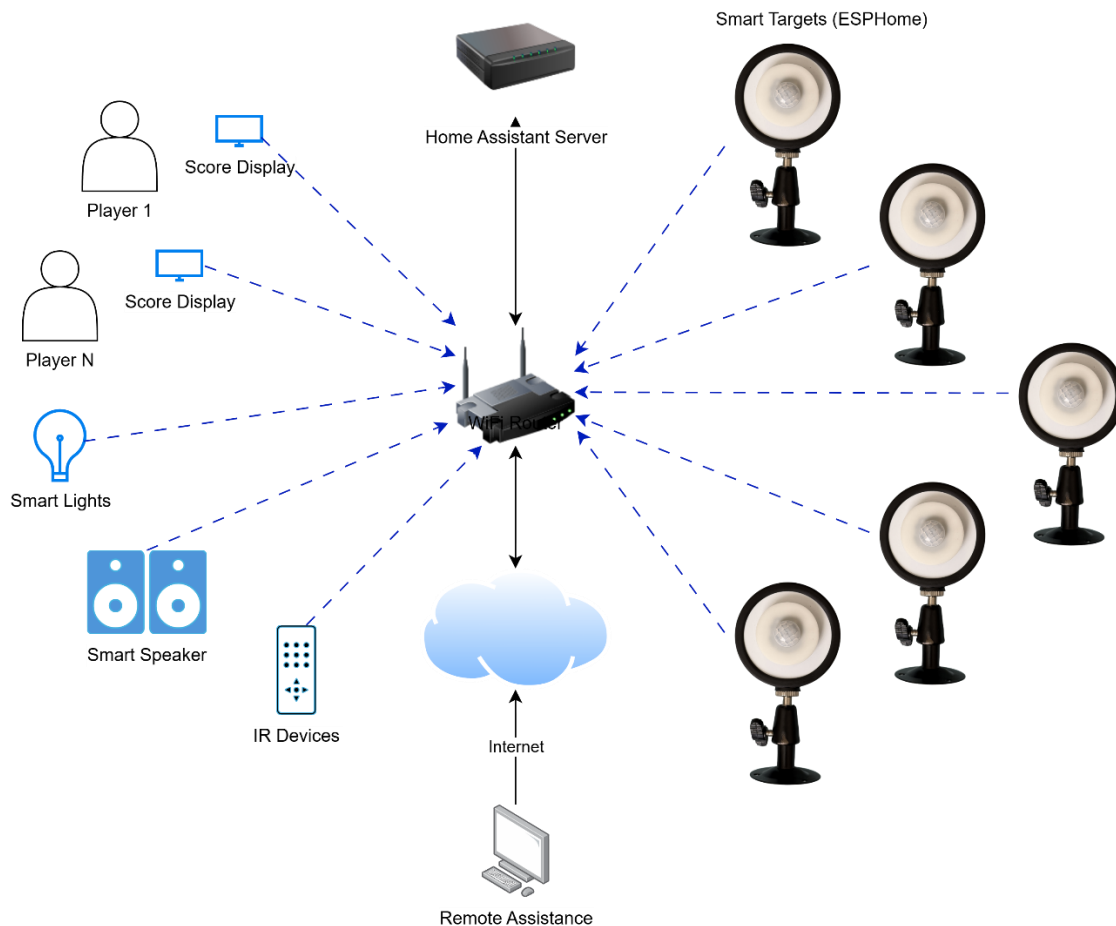 Smart Targets (ESPHome)
Home Assistant Server
Score Display
Player 1
Score Display
Player N
WiFi Router
Smart Lights
Smart Speaker
IR Devices
Internet
Remote Assistance